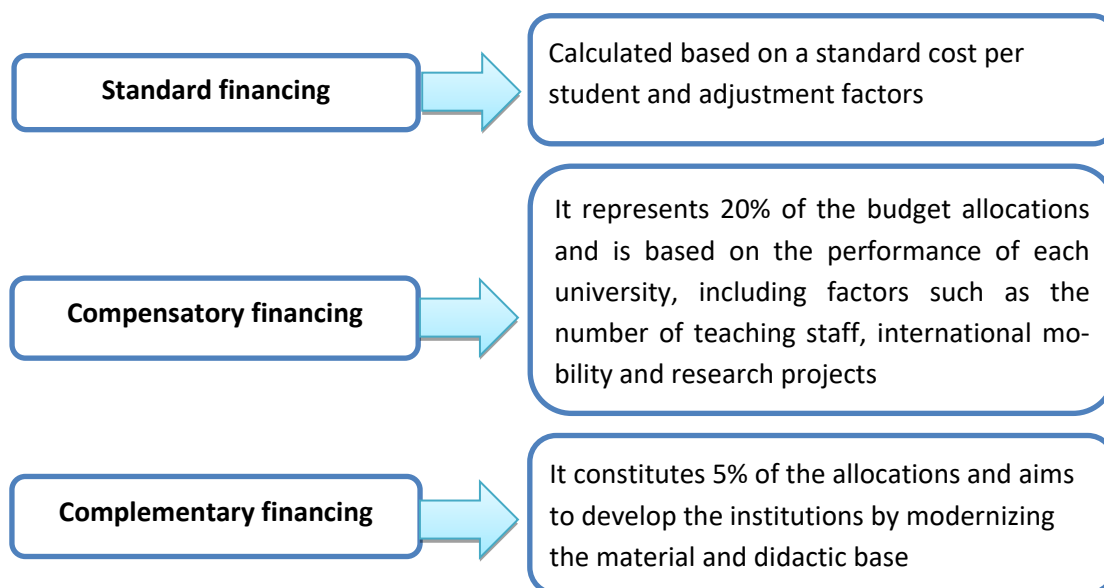 Standard financing
Calculated based on a standard cost per
student and adjustment factors
Compensatory financing
It represents 20% of the budget allocations
and is based on the performance of each
university, including factors such as the
number of teaching staff, international mo-
bility and research projects
Complementary financing
It constitutes 5% of the allocations and aims
to develop the institutions by modernizing
the material and didactic base